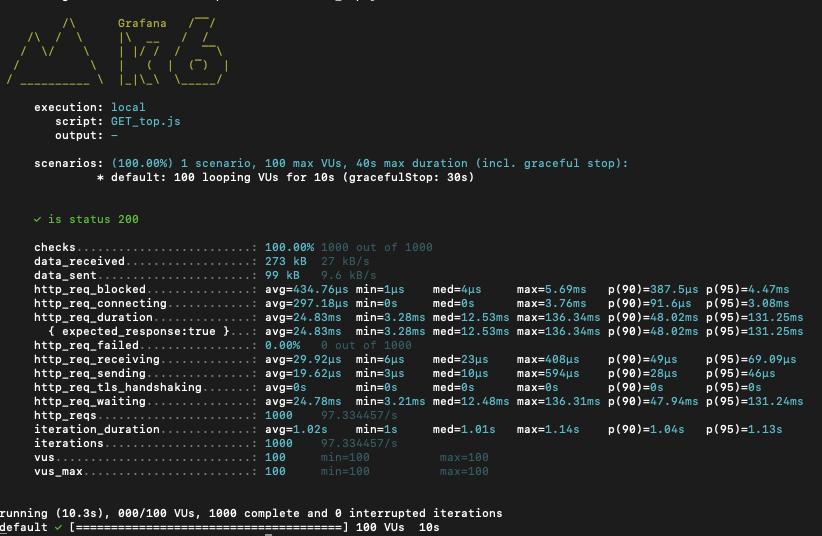 Grafana
execution: local
script: GET_top.js
output: –
scenarios: (100.00%) 1 scenario, 100 max VUs, 40s max duration (incl. graceful stop):
* default: 100 looping VUs for 10s (gracefulStop: 30s)
✓ is status 200
checks.........................: 100.00% 1000 out of 1000
data_received..................: 273 kB 27 kB/s
data_sent......................: 99 kB 9.6 kB/s
http_req_blocked...............: avg=434.76µs min=1µs med=4µs max=5.69ms p(90)=387.5µs p(95)=4.47ms
http_req_connecting............: avg=297.18µs min=0s med=0s max=3.76ms p(90)=91.6µs p(95)=3.08ms
http_req_duration..............: avg=24.83ms min=3.28ms med=12.53ms max=136.34ms p(90)=48.02ms p(95)=131.25ms
{ expected_response:true }...: avg=24.83ms min=3.28ms med=12.53ms max=136.34ms p(90)=48.02ms p(95)=131.25ms
http_req_failed................: 0.00% 0 out of 1000
http_req_receiving.............: avg=29.92µs min=6µs med=23µs max=408µs p(90)=49µs p(95)=69.09µs
http_req_sending...............: avg=19.62µs min=3µs med=10µs max=594µs p(90)=28µs p(95)=46µs
http_req_tls_handshaking.......: avg=0s min=0s med=0s max=0s p(90)=0s p(95)=0s
http_req_waiting...............: avg=24.78ms min=3.21ms med=12.48ms max=136.31ms p(90)=47.94ms p(95)=131.24ms
http_reqs......................: 1000 97.334457/s
iteration_duration.............: avg=1.02s min=1s med=1.01s max=1.14s p(90)=1.04s p(95)=1.13s
iterations.....................: 1000 97.334457/s
vus............................: 100 min=100 max=100
vus_max........................: 100 min=100 max=100
running (10.3s), 000/100 VUs, 1000 complete and 0 interrupted iterations
default ✓ [======================================] 100 VUs 10s